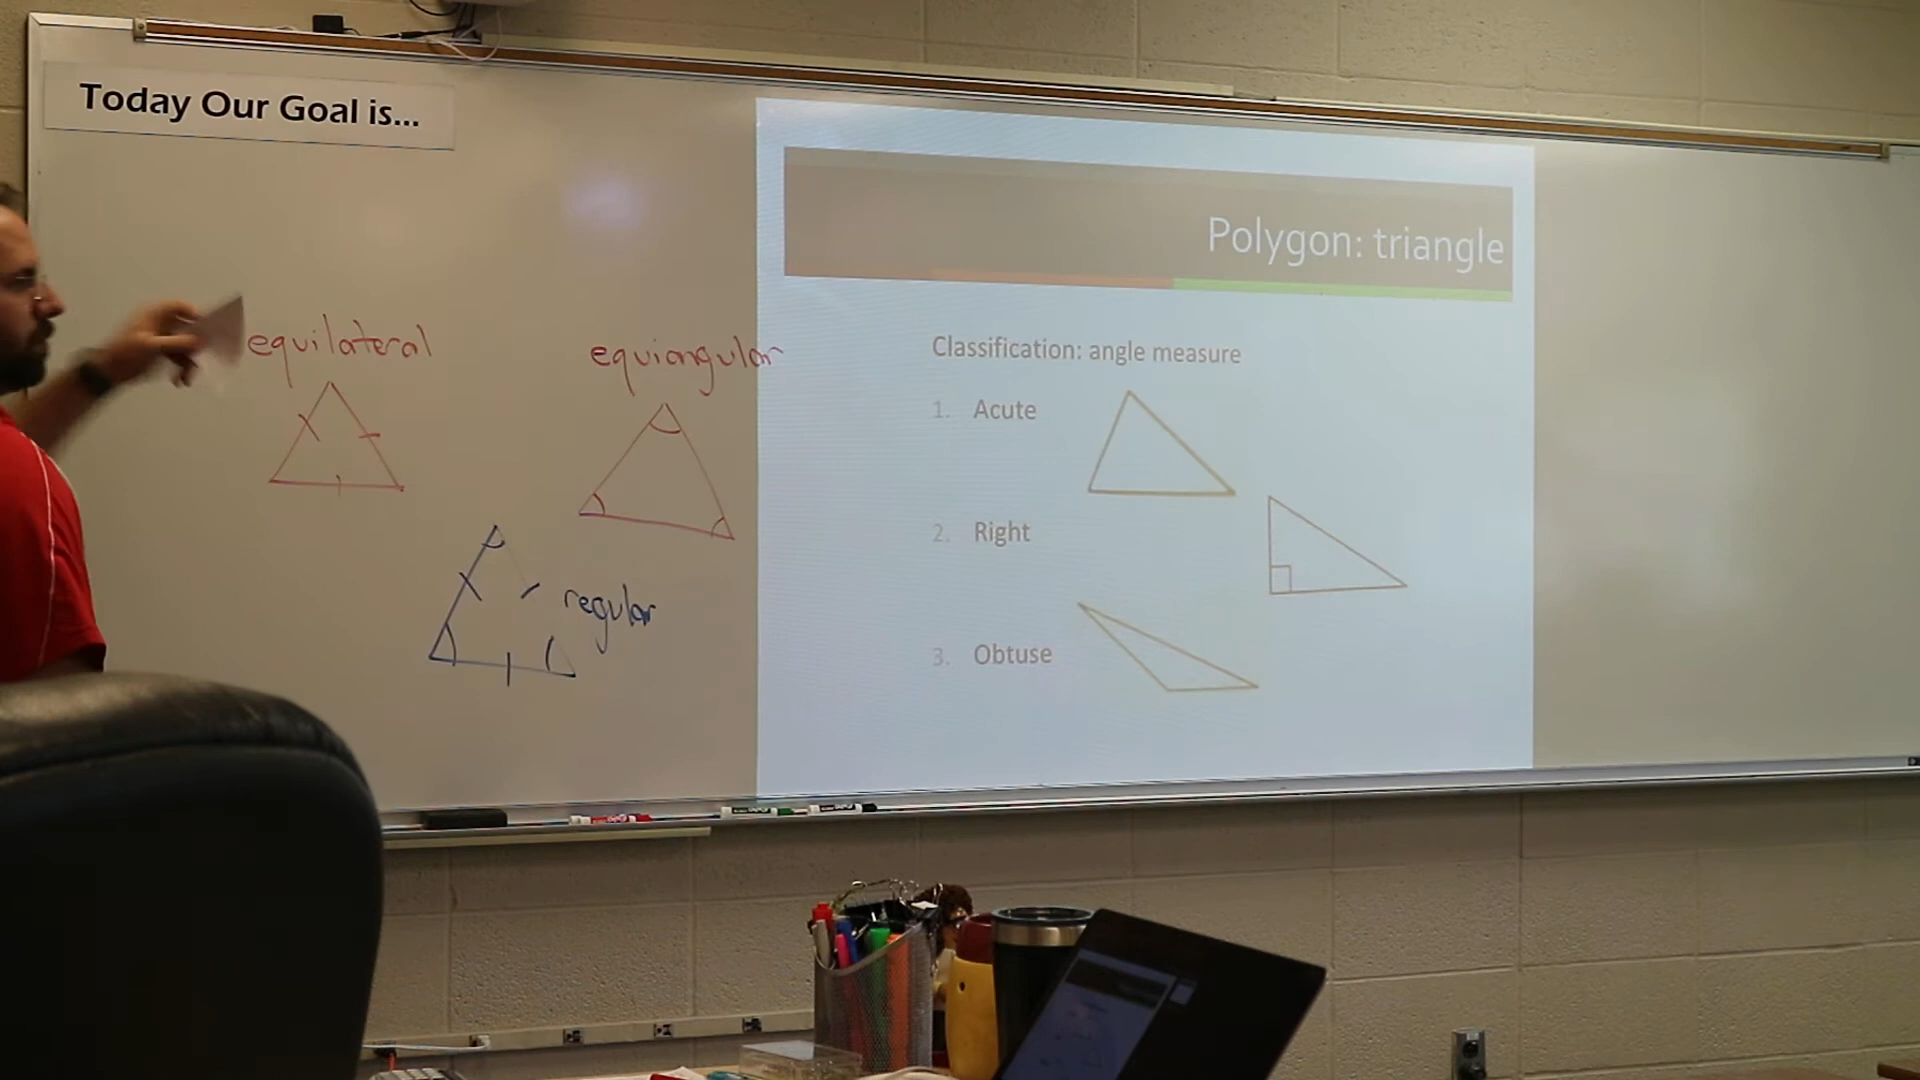 Today Our Goal is...
Polygon: triangle
equilateral
equiangular
regular
Classification: angle measure
1. Acute
2. Right
3. Obtuse